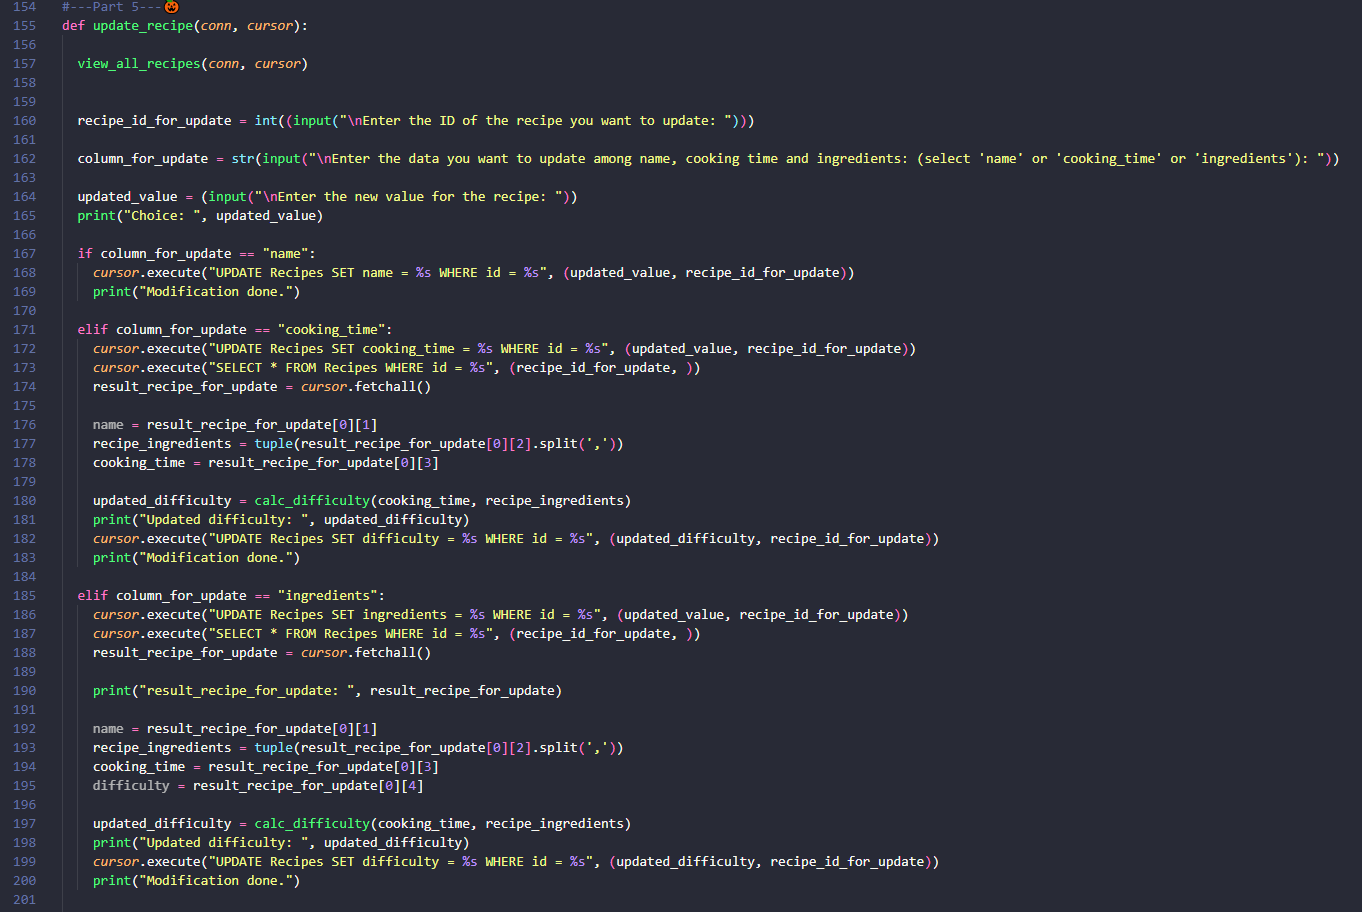 154 #---Part 5---🎃
155 def update_recipe(conn, cursor):
156
157 view_all_recipes(conn, cursor)
158
159
160 recipe_id_for_update = int((input("\nEnter the ID of the recipe you want to update: ")))
161
162 column_for_update = str(input("\nEnter the data you want to update among name, cooking time and ingredients: (select 'name' or 'cooking_time' or 'ingredients'): "))
163
164 updated_value = (input("\nEnter the new value for the recipe: "))
165 print("Choice: ", updated_value)
166
167 if column_for_update == "name":
168 cursor.execute("UPDATE Recipes SET name = %s WHERE id = %s", (updated_value, recipe_id_for_update))
169 print("Modification done.")
170
171 elif column_for_update == "cooking_time":
172 cursor.execute("UPDATE Recipes SET cooking_time = %s WHERE id = %s", (updated_value, recipe_id_for_update))
173 cursor.execute("SELECT * FROM Recipes WHERE id = %s", (recipe_id_for_update, ))
174 result_recipe_for_update = cursor.fetchall()
175
176 name = result_recipe_for_update[0][1]
177 recipe_ingredients = tuple(result_recipe_for_update[0][2].split(','))
178 cooking_time = result_recipe_for_update[0][3]
179
180 updated_difficulty = calc_difficulty(cooking_time, recipe_ingredients)
181 print("Updated difficulty: ", updated_difficulty)
182 cursor.execute("UPDATE Recipes SET difficulty = %s WHERE id = %s", (updated_difficulty, recipe_id_for_update))
183 print("Modification done.")
184
185 elif column_for_update == "ingredients":
186 cursor.execute("UPDATE Recipes SET ingredients = %s WHERE id = %s", (updated_value, recipe_id_for_update))
187 cursor.execute("SELECT * FROM Recipes WHERE id = %s", (recipe_id_for_update, ))
188 result_recipe_for_update = cursor.fetchall()
189
190 print("result_recipe_for_update: ", result_recipe_for_update)
191
192 name = result_recipe_for_update[0][1]
193 recipe_ingredients = tuple(result_recipe_for_update[0][2].split(','))
194 cooking_time = result_recipe_for_update[0][3]
195 difficulty = result_recipe_for_update[0][4]
196
197 updated_difficulty = calc_difficulty(cooking_time, recipe_ingredients)
198 print("Updated difficulty: ", updated_difficulty)
199 cursor.execute("UPDATE Recipes SET difficulty = %s WHERE id = %s", (updated_difficulty, recipe_id_for_update))
200 print("Modification done.")
201